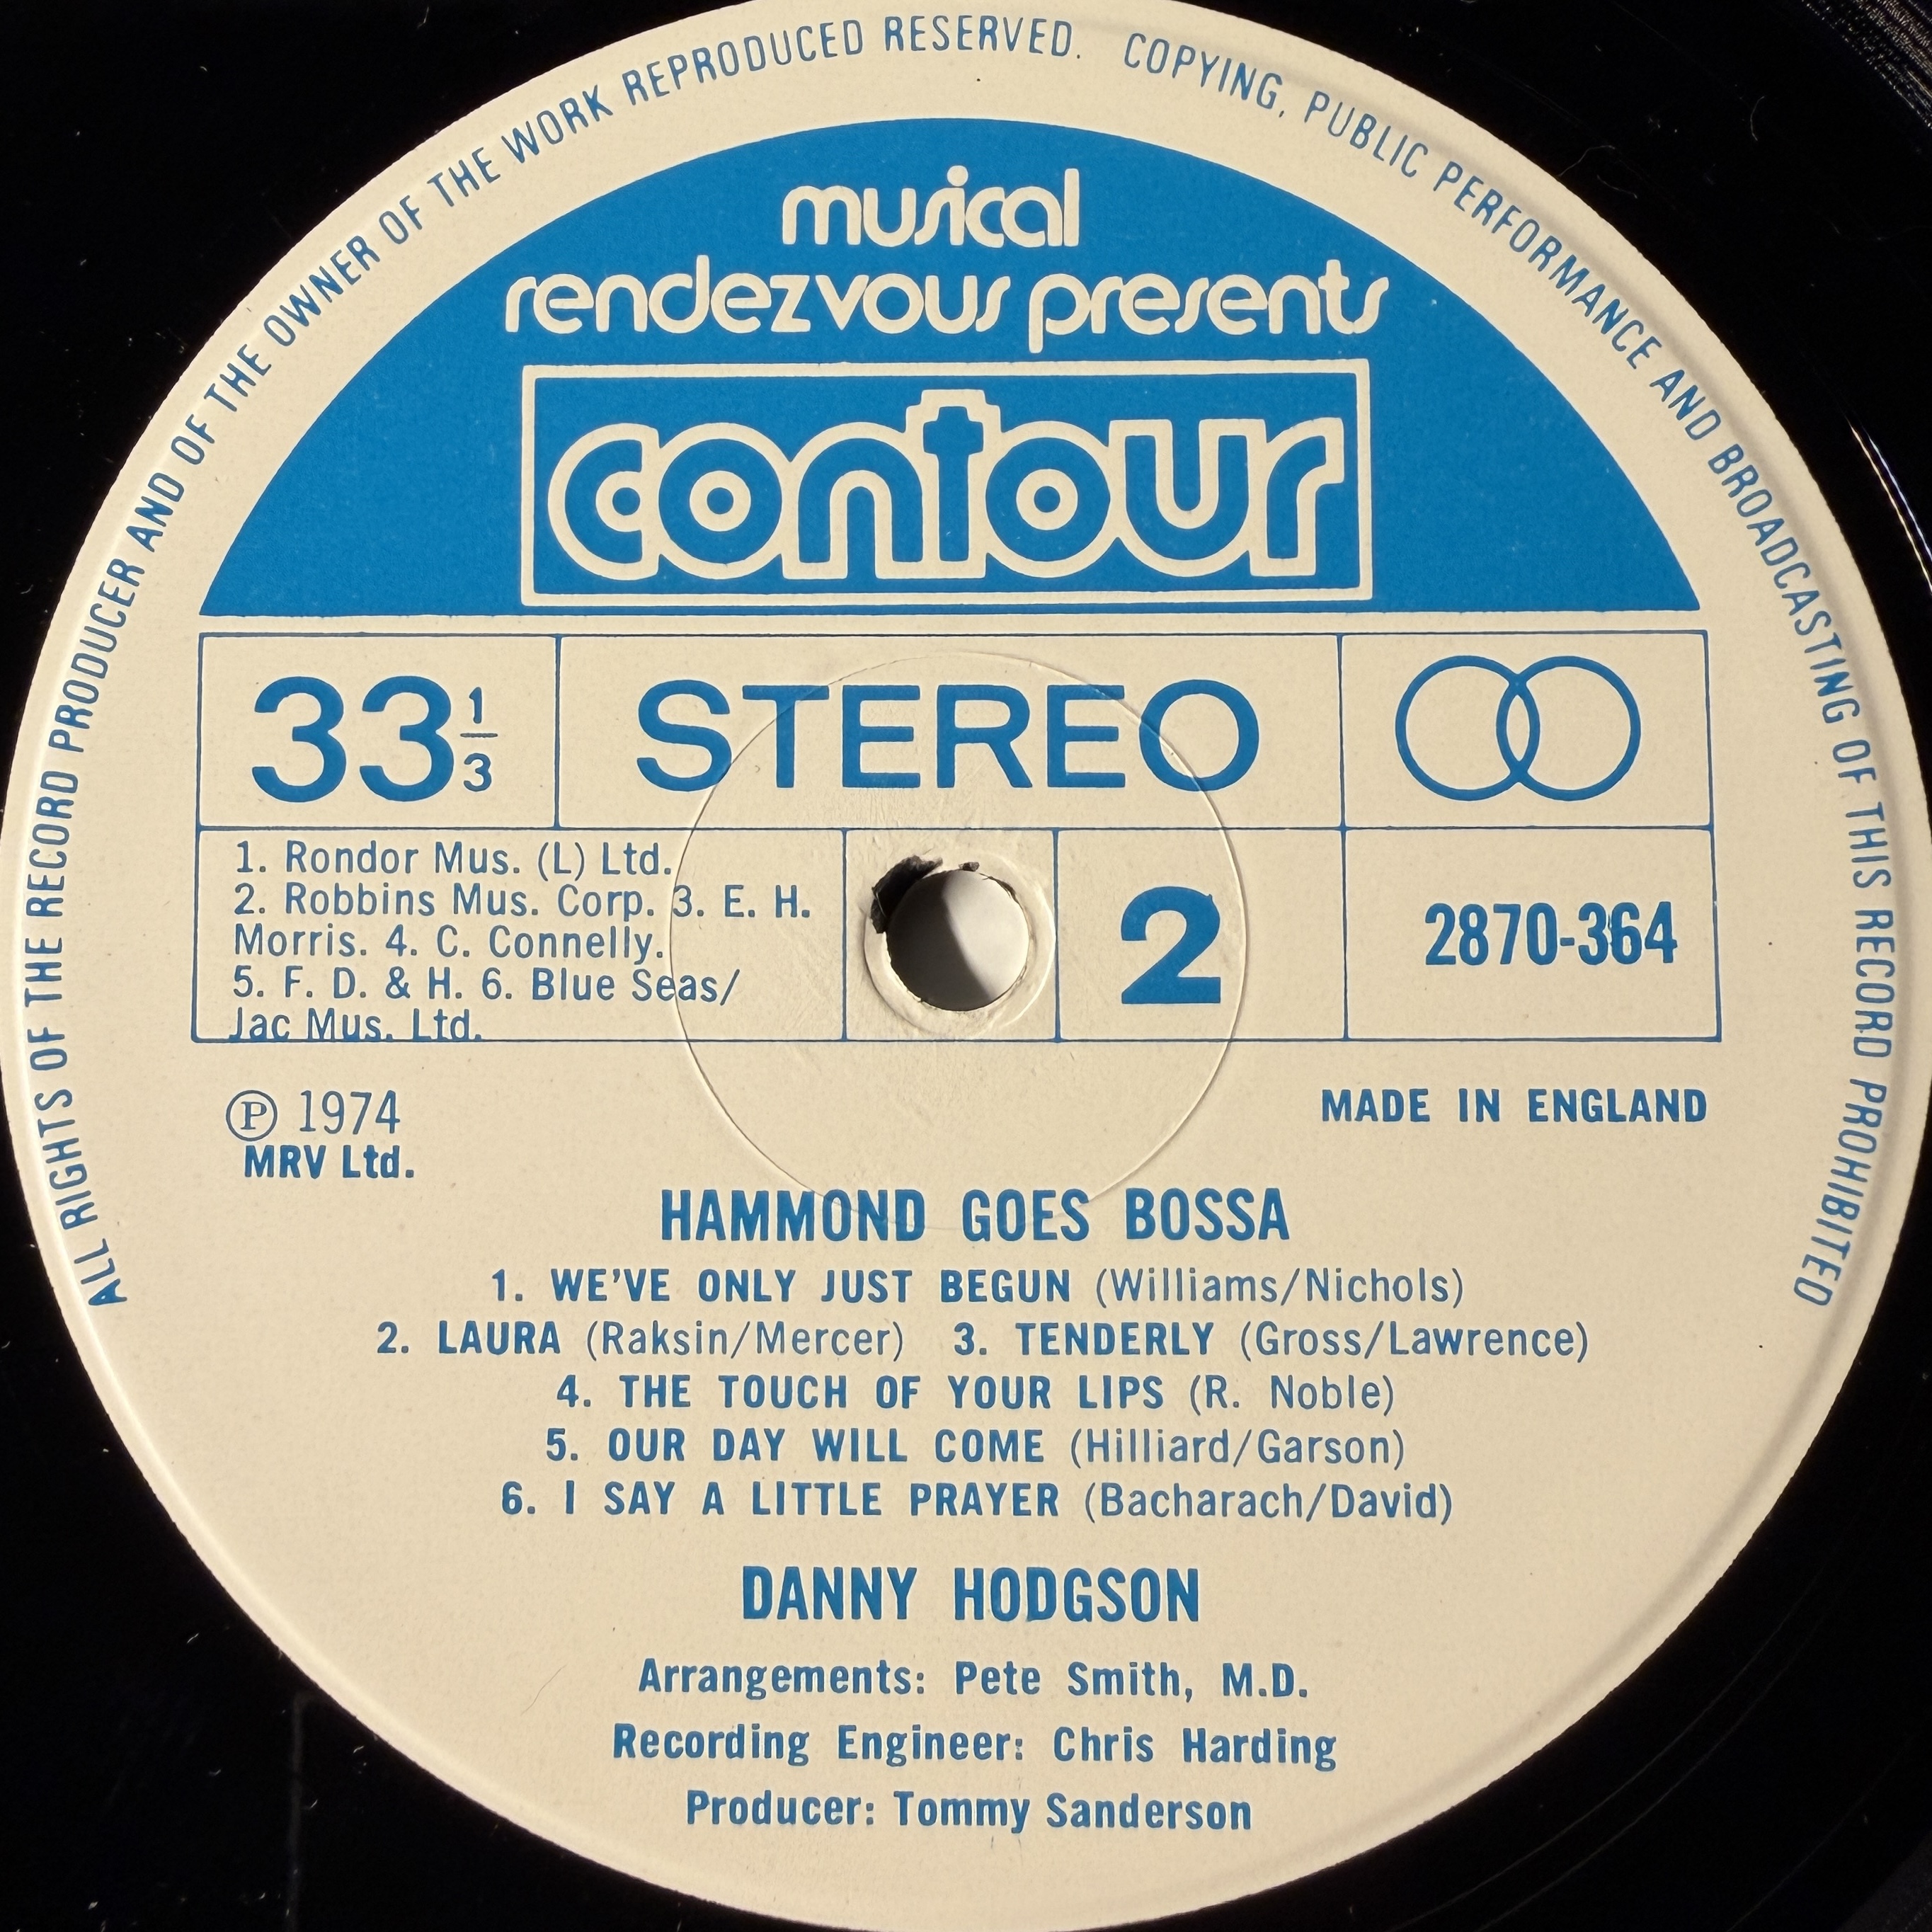 ALL RIGHTS OF THE RECORD PRODUCER AND OF THE OWNER OF THE WORK REPRODUCED RESERVED. COPYING, PUBLIC PERFORMANCE AND BROADCASTING OF THIS RECORD PROHIBITED
musical
rendezvous presents
contour
33 1/3
STEREO
1. Rondor Mus. (L) Ltd.
2. Robbins Mus. Corp. 3. E. H.
Morris. 4. C. Connelly.
5. F. D. & H. 6. Blue Seas/
Jac Mus. Ltd.
2
2870-364
℗ 1974
MRV Ltd.
MADE IN ENGLAND
HAMMOND GOES BOSSA
1. WE'VE ONLY JUST BEGUN (Williams/Nichols)
2. LAURA (Raksin/Mercer) 3. TENDERLY (Gross/Lawrence)
4. THE TOUCH OF YOUR LIPS (R. Noble)
5. OUR DAY WILL COME (Hilliard/Garson)
6. I SAY A LITTLE PRAYER (Bacharach/David)
DANNY HODGSON
Arrangements: Pete Smith, M.D.
Recording Engineer: Chris Harding
Producer: Tommy Sanderson